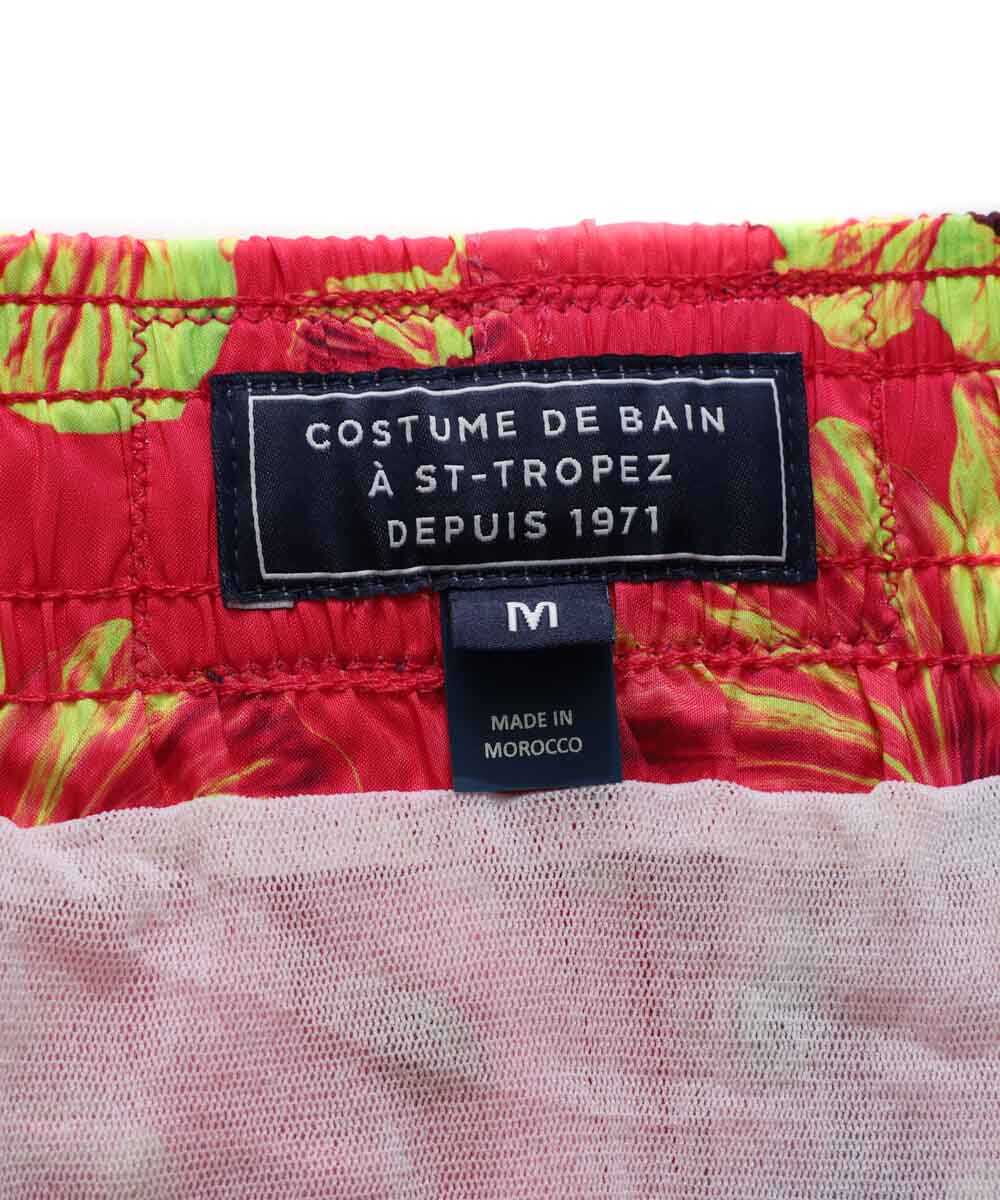 COSTUME DE BAIN
À ST-TROPEZ
DEPUIS 1971
M
MADE IN
MOROCCO